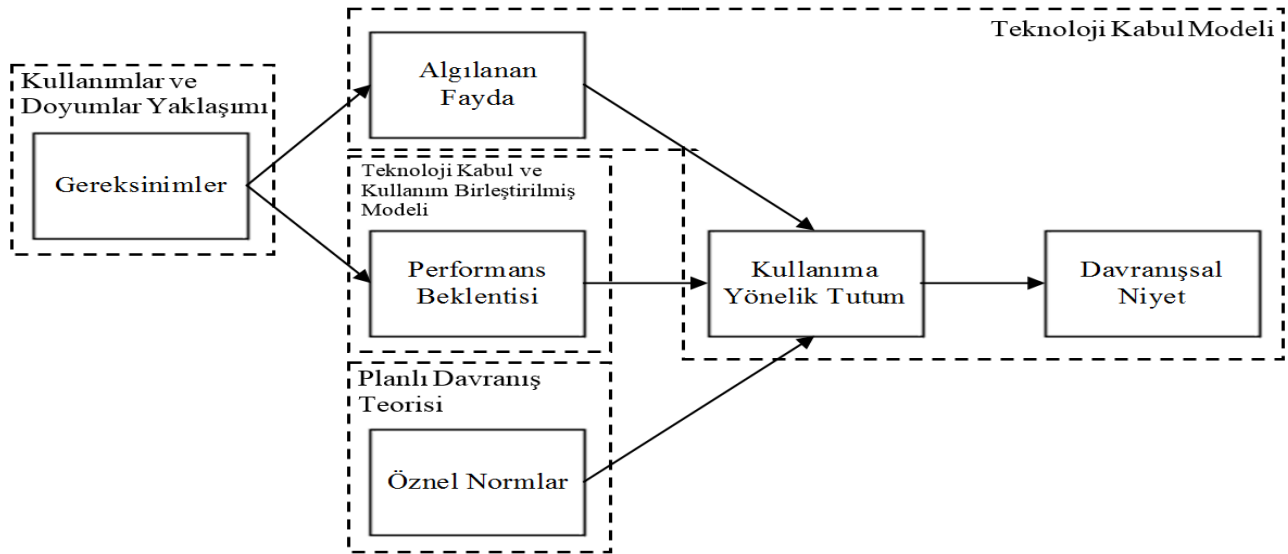 Teknoloji Kabul Modeli
Kullanımlar ve
Doyumlar Yaklaşımı
Gereksinimler
Algılanan
Fayda
Teknoloji Kabul ve
Kullanım Birleştirilmiş
Modeli
Performans
Beklentisi
Planlı Davranış
Teorisi
Öznel Normlar
Kullanıma
Yönelik Tutum
Davranışsal
Niyet